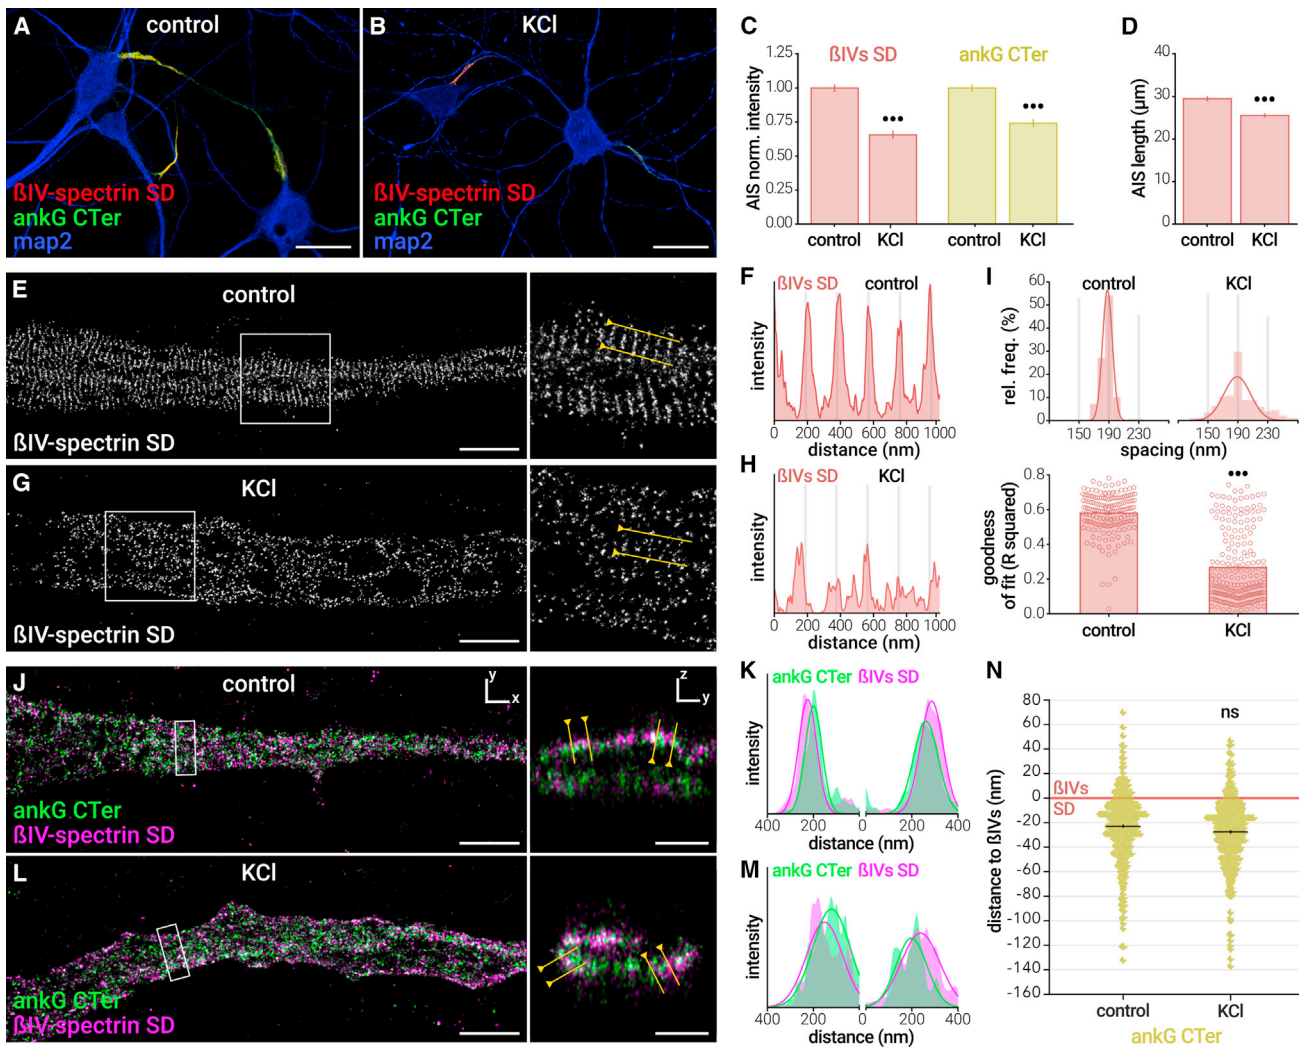 A
control
ßIV-spectrin SD
ankG CTer
map2
B
KCl
ßIV-spectrin SD
ankG CTer
map2
C
ßIVs SD
ankG CTer
AIS norm. intensity
1.25
1.00
0.75
0.50
0.25
0.00
●●●
●●●
control
KCl
control
KCl
D
AIS length (µm)
40
30
20
10
0
●●●
control
KCl
E
control
ßIV-spectrin SD
F
ßIVs SD
control
intensity
0 200 400 600 800 1000
distance (nm)
G
KCl
ßIV-spectrin SD
H
ßIVs SD
KCl
intensity
0 200 400 600 800 1000
distance (nm)
I
control
KCl
rel. freq. (%)
60
50
40
30
20
10
0
150 190 230
150 190 230
spacing (nm)
goodness
of fit (R squared)
0.8
0.6
0.4
0.2
0.0
●●●
control
KCl
J
control
y
x
z
y
ankG CTer
ßIV-spectrin SD
K
ankG CTer ßIVs SD
intensity
400 200 0
0 200 400
distance (nm)
L
KCl
ankG CTer
ßIV-spectrin SD
M
ankG CTer ßIVs SD
intensity
400 200 0
0 200 400
distance (nm)
N
distance to ßIVs (nm)
80
60
40
20
0
-20
-40
-60
-80
-100
-120
-140
-160
ßIVs
SD
ns
control
KCl
ankG CTer